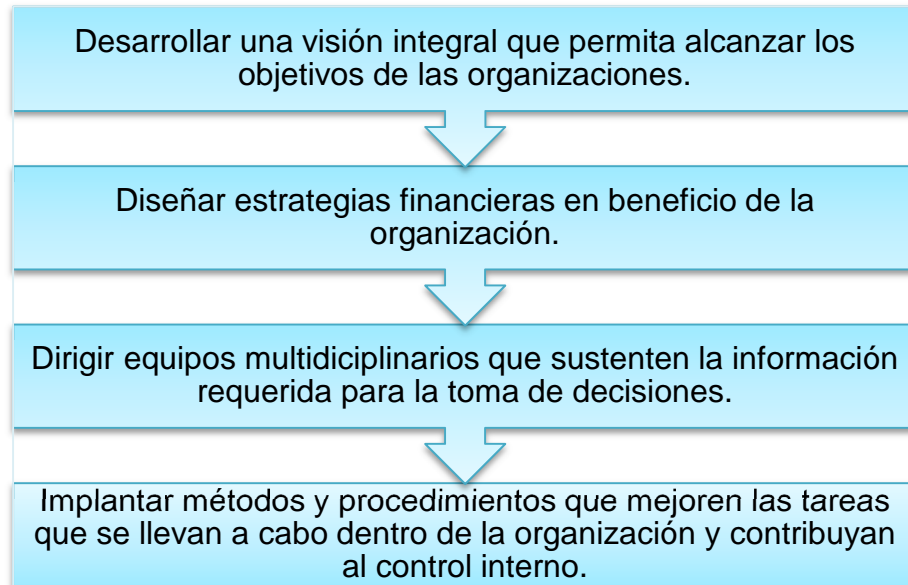 Desarrollar una visión integral que permita alcanzar los
objetivos de las organizaciones.
Diseñar estrategias financieras en beneficio de la
organización.
Dirigir equipos multidiciplinarios que sustenten la información
requerida para la toma de decisiones.
Implantar métodos y procedimientos que mejoren las tareas
que se llevan a cabo dentro de la organización y contribuyan
al control interno.